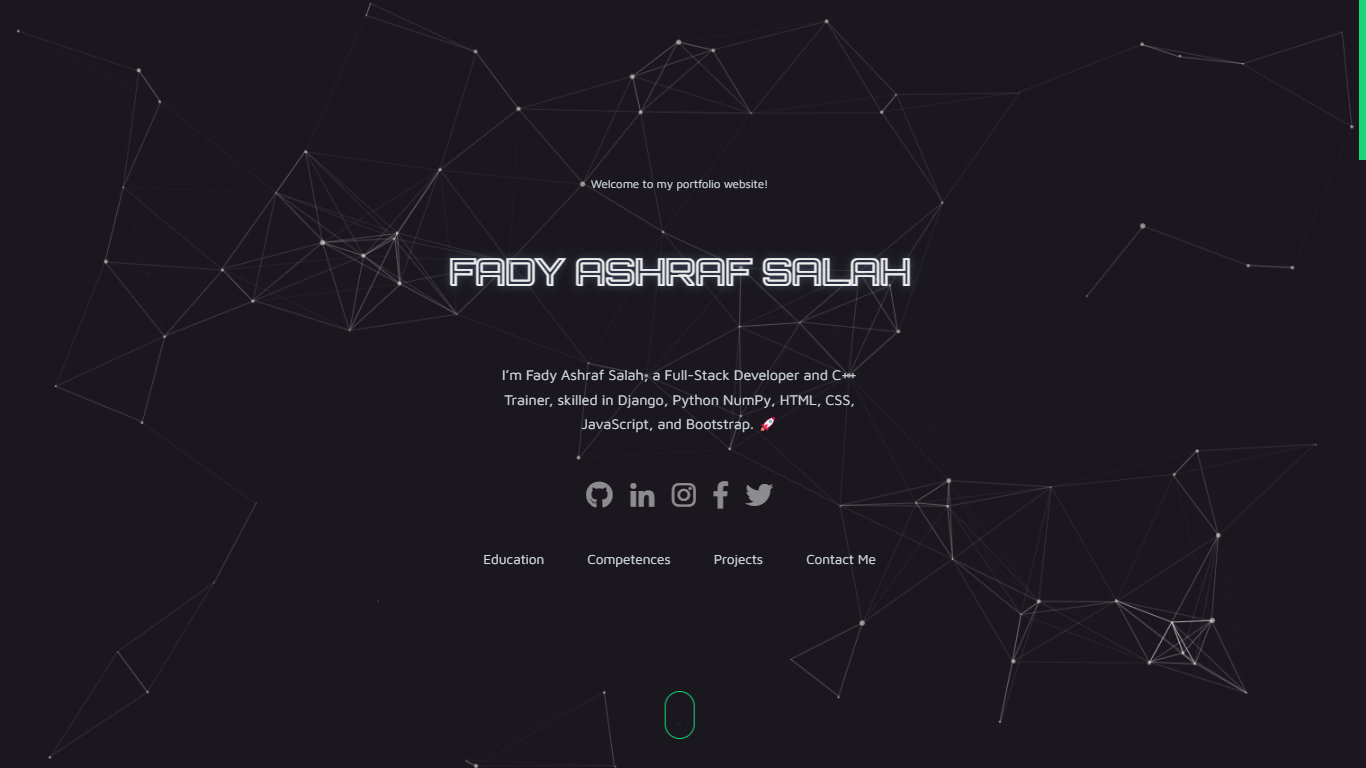 Welcome to my portfolio website!
FADY ASHRAF SALAH
I'm Fady Ashraf Salah, a Full-Stack Developer and C++
Trainer, skilled in Django, Python NumPy, HTML, CSS,
JavaScript, and Bootstrap. 🚀
Education Competences Projects Contact Me